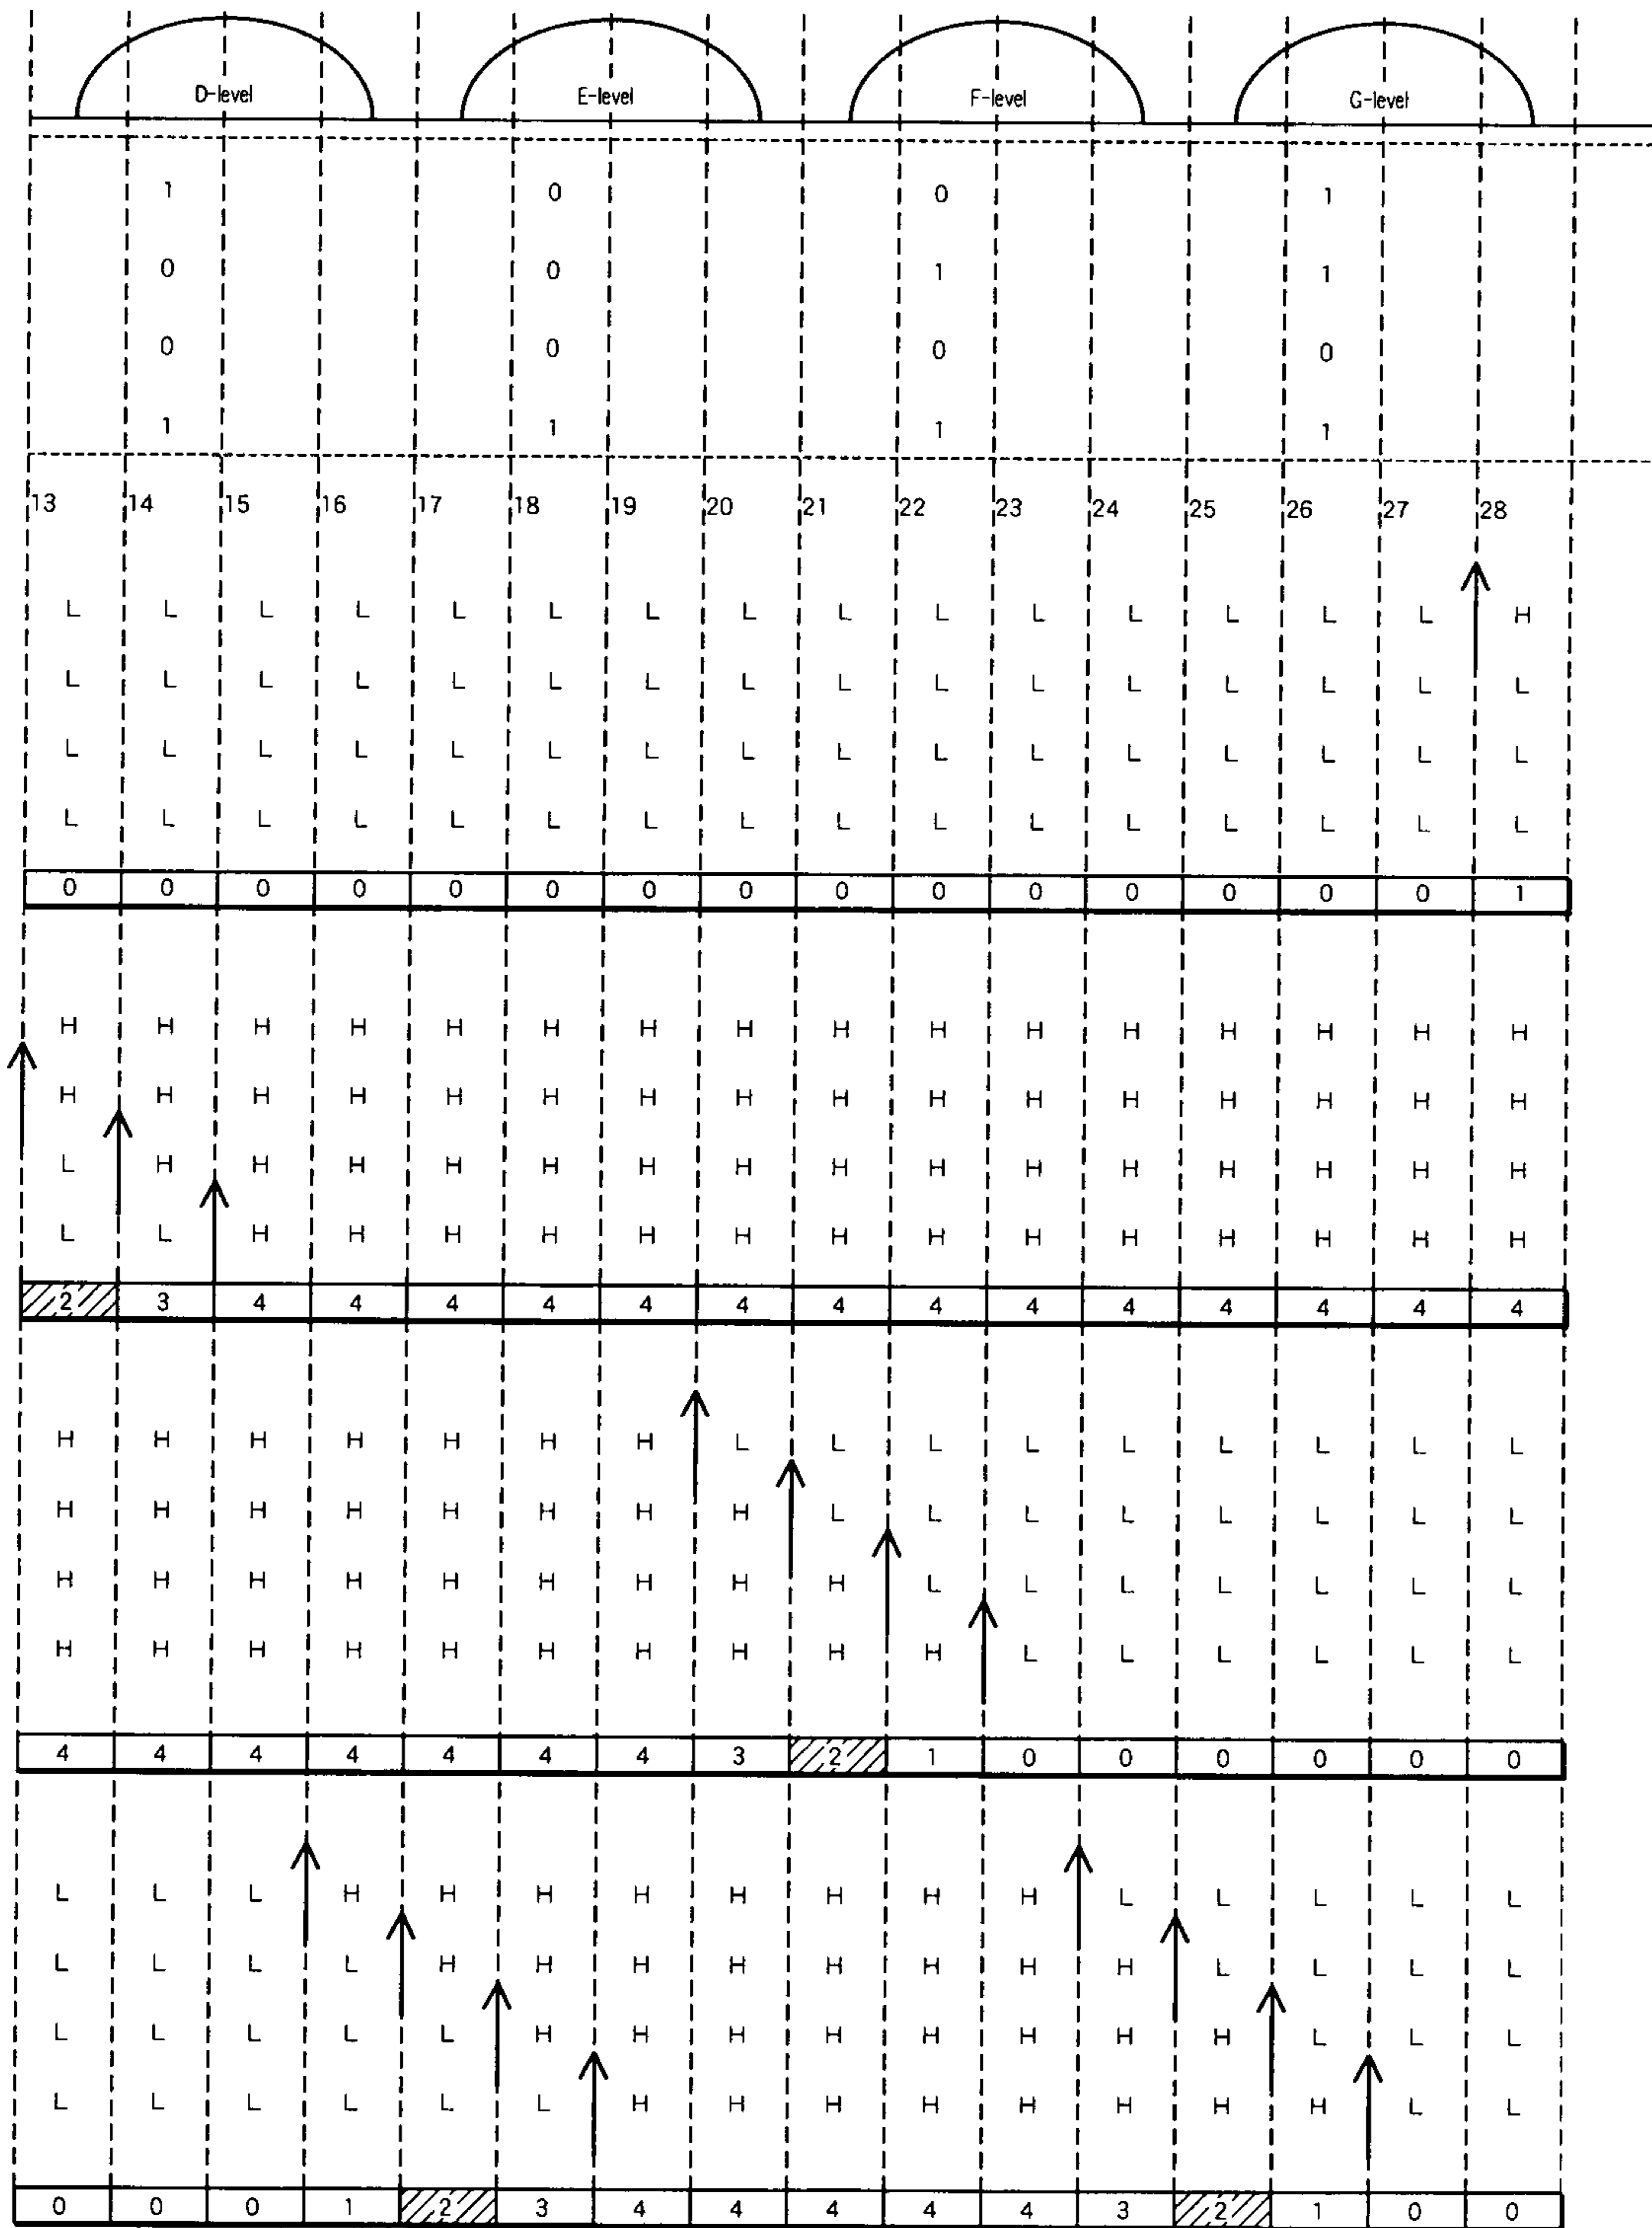 D-level E-level F-level G-level
1 0 0 1
0 0 1 1
0 0 0 0
1 1 1 1
13 14 15 16 17 18 19 20 21 22 23 24 25 26 27 28
L L L L L L L L L L L L L L L H
L L L L L L L L L L L L L L L L
L L L L L L L L L L L L L L L L
L L L L L L L L L L L L L L L L
0 0 0 0 0 0 0 0 0 0 0 0 0 0 0 1
H H H H H H H H H H H H H H H H
H H H H H H H H H H H H H H H H
L H H H H H H H H H H H H H H H
L L H H H H H H H H H H H H H H
2 3 4 4 4 4 4 4 4 4 4 4 4 4 4 4
H H H H H H H L L L L L L L L L
H H H H H H H H L L L L L L L L
H H H H H H H H H L L L L L L L
H H H H H H H H H H L L L L L L
4 4 4 4 4 4 4 3 2 1 0 0 0 0 0 0
L L L H H H H H H H H L L L L L
L L L L H H H H H H H H L L L L
L L L L L H H H H H H H H L L L
L L L L L L H H H H H H H H L L
0 0 0 1 2 3 4 4 4 4 4 3 2 1 0 0